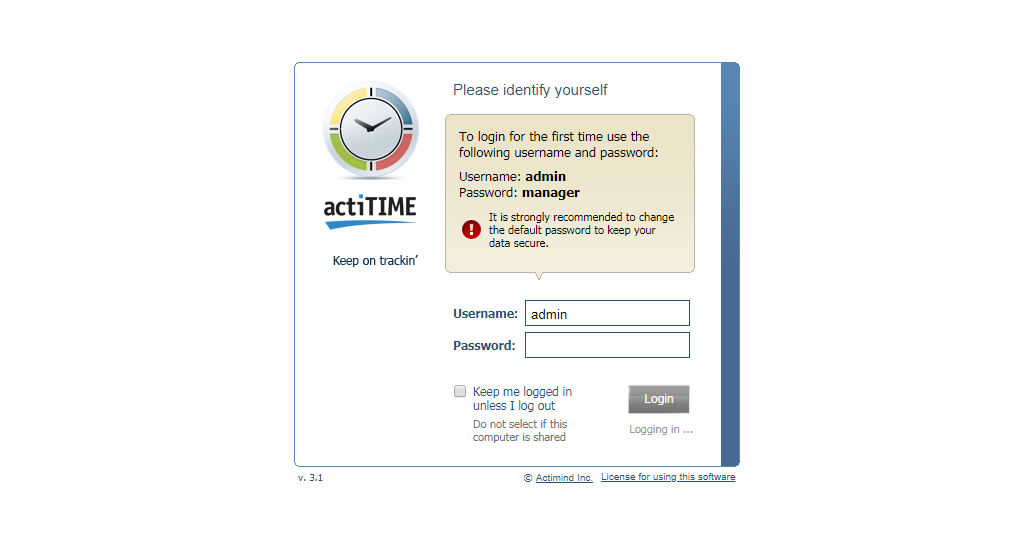 Please identify yourself
To login for the first time use the
following username and password:
Username: admin
Password: manager
It is strongly recommended to change
the default password to keep your
data secure.
actiTIME
Keep on trackin’
Username: admin
Password:
Keep me logged in
unless I log out
Do not select if this
computer is shared
Login
Logging in ...
v. 3.1
© Actimind Inc. License for using this software